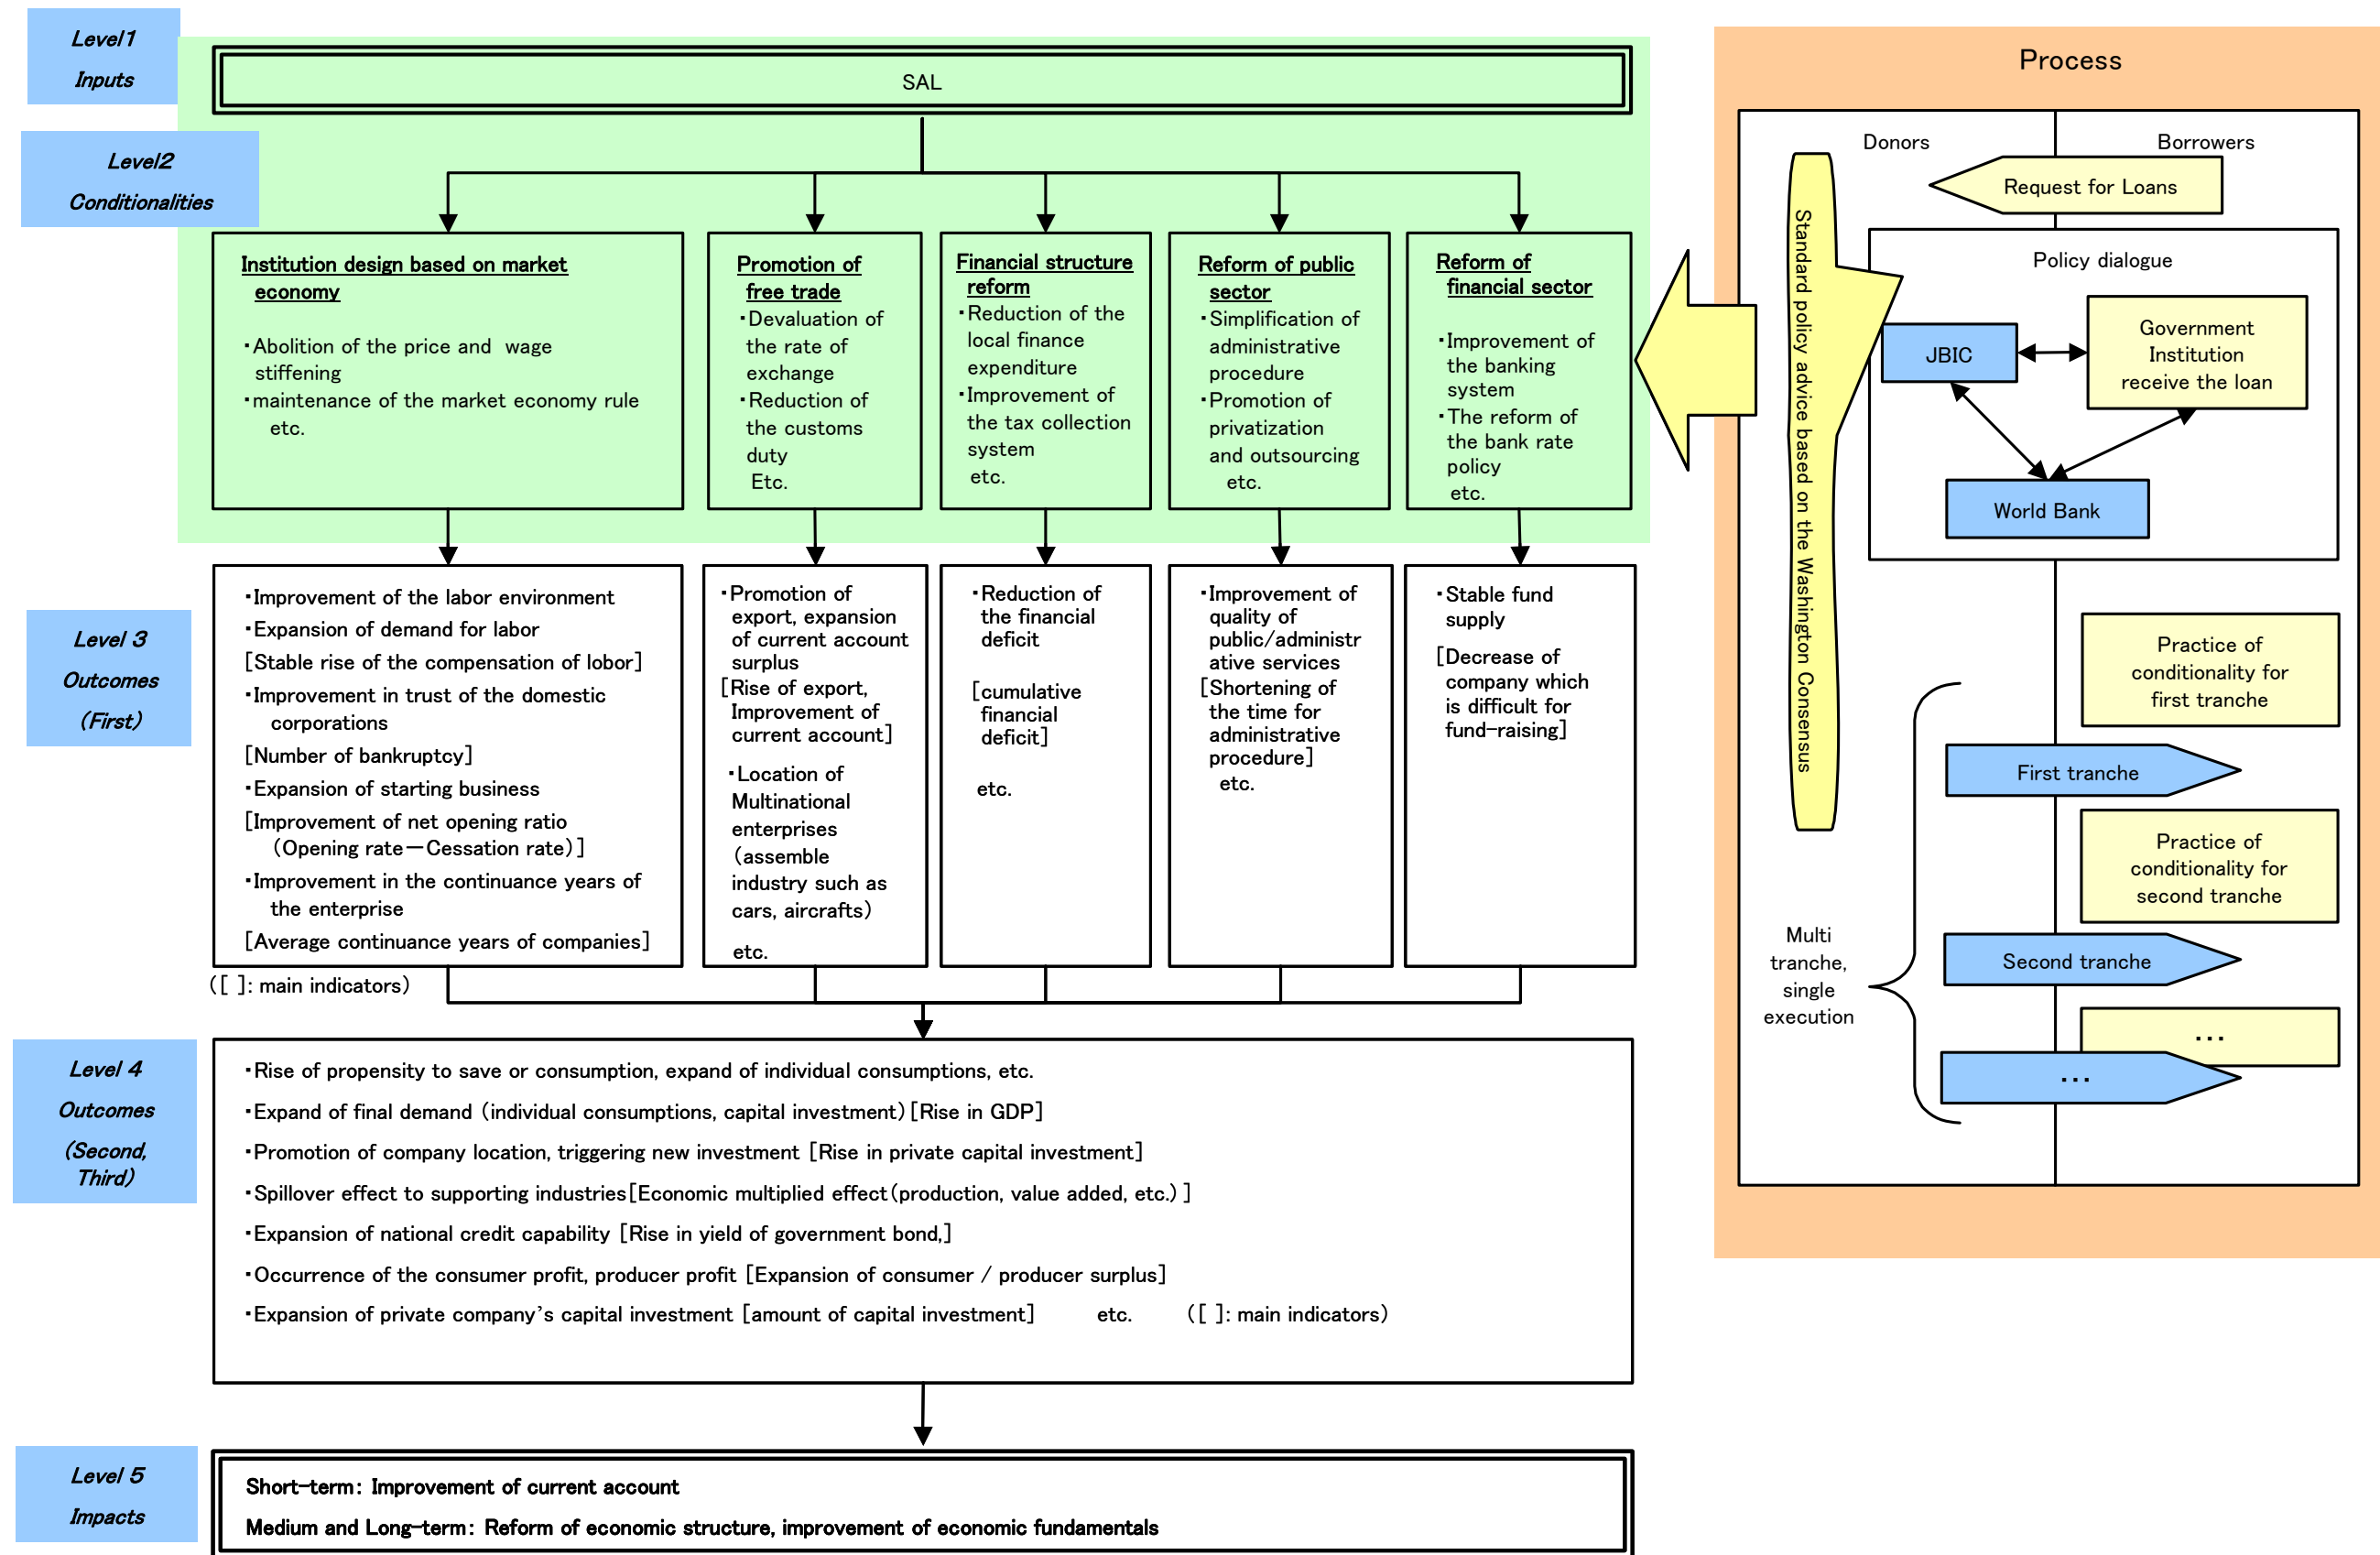 Level1
Inputs
SAL
Level2
Conditionalities
Institution design based on market
economy
・Abolition of the price and wage
stiffening
・maintenance of the market economy rule
etc.
Promotion of
free trade
・Devaluation of
the rate of
exchange
・Reduction of
the customs
duty
Etc.
Financial structure
reform
・Reduction of the
local finance
expenditure
・Improvement of
the tax collection
system
etc.
Reform of public
sector
・Simplification of
administrative
procedure
・Promotion of
privatization
and outsourcing
etc.
Reform of
financial sector
・Improvement of
the banking
system
・The reform of
the bank rate
policy
etc.
Level 3
Outcomes
(First)
・Improvement of the labor environment
・Expansion of demand for labor
[Stable rise of the compensation of lobor]
・Improvement in trust of the domestic
corporations
[Number of bankruptcy]
・Expansion of starting business
[Improvement of net opening ratio
(Opening rate－Cessation rate)]
・Improvement in the continuance years of
the enterprise
[Average continuance years of companies]
・Promotion of
export, expansion
of current account
surplus
[Rise of export,
Improvement of
current account]
・Location of
Multinational
enterprises
(assemble
industry such as
cars, aircrafts)
etc.
・Reduction of
the financial
deficit
[cumulative
financial
deficit]
etc.
・Improvement of
quality of
public/administr
ative services
[Shortening of
the time for
administrative
procedure]
etc.
・Stable fund
supply
[Decrease of
company which
is difficult for
fund-raising]
([ ]: main indicators)
Level 4
Outcomes
(Second,
Third)
・Rise of propensity to save or consumption, expand of individual consumptions, etc.
・Expand of final demand (individual consumptions, capital investment) [Rise in GDP]
・Promotion of company location, triggering new investment [Rise in private capital investment]
・Spillover effect to supporting industries[Economic multiplied effect(production, value added, etc.) ]
・Expansion of national credit capability [Rise in yield of government bond,]
・Occurrence of the consumer profit, producer profit [Expansion of consumer / producer surplus]
・Expansion of private company's capital investment [amount of capital investment] etc. ([ ]: main indicators)
Level 5
Impacts
Short-term: Improvement of current account
Medium and Long-term: Reform of economic structure, improvement of economic fundamentals
Process
Donors
Borrowers
Request for Loans
Standard policy advice based on the Washington Consensus
Policy dialogue
JBIC
Government
Institution
receive the loan
World Bank
Practice of
conditionality for
first tranche
First tranche
Practice of
conditionality for
second tranche
Multi
tranche,
single
execution
Second tranche
…
…